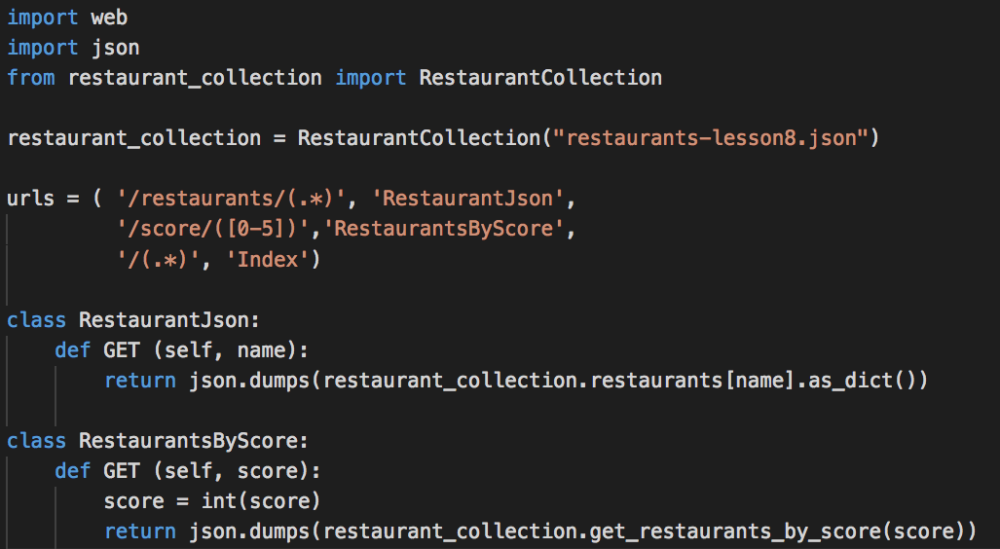 import web
import json
from restaurant_collection import RestaurantCollection
restaurant_collection = RestaurantCollection("restaurants-lesson8.json")
urls = ( '/restaurants/(.*)', 'RestaurantJson',
'/score/([0-5])','RestaurantsByScore',
'/(.*)', 'Index')
class RestaurantJson:
def GET (self, name):
return json.dumps(restaurant_collection.restaurants[name].as_dict())
class RestaurantsByScore:
def GET (self, score):
score = int(score)
return json.dumps(restaurant_collection.get_restaurants_by_score(score))